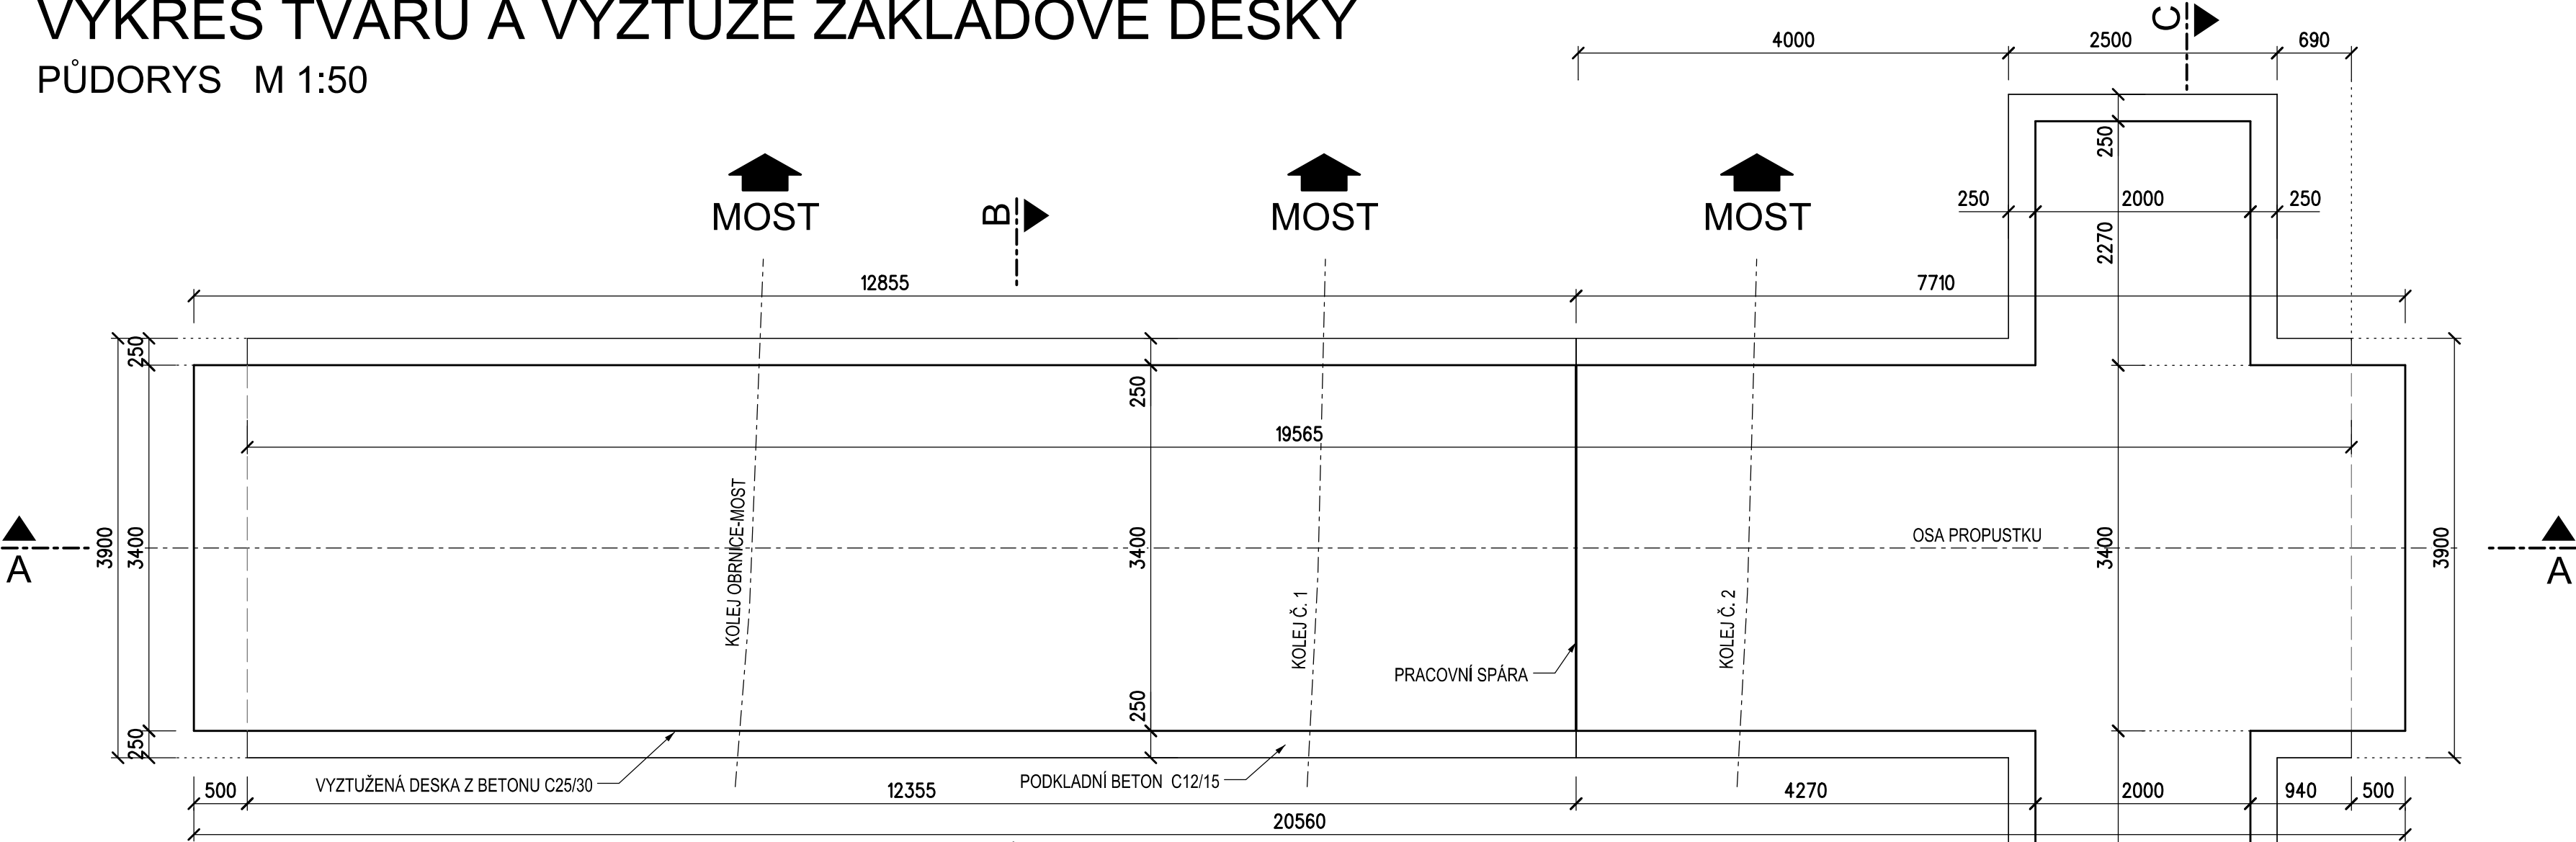 VÝKRES TVARU A VÝZTUŽE ZÁKLADOVÉ DESKY
PŮDORYS M 1:50
4000 2500 690
C
250
250 2000 250
MOST MOST MOST
B
2270
12855 7710
250
250
19565
KOLEJ OBRNICE-MOST
KOLEJ Č. 1
KOLEJ Č. 2
OSA PROPUSTKU
A 3900 3400 3400 3400 3900 A
PRACOVNÍ SPÁRA
250
250
VYZTUŽENÁ DESKA Z BETONU C25/30
PODKLADNÍ BETON C12/15
500 12355 4270 2000 940 500
20560